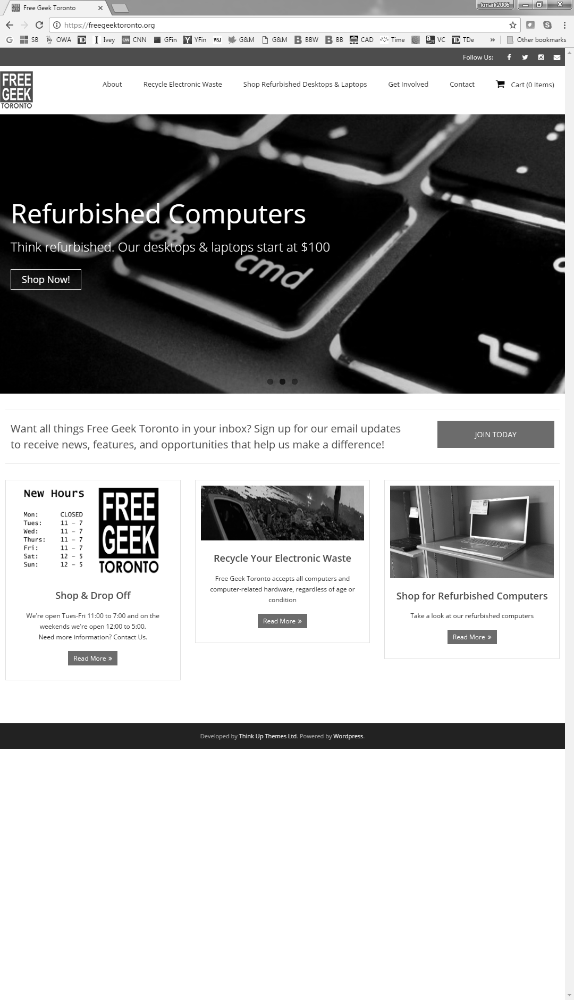 Free Geek Toronto
kmark2006
https://freegeektoronto.org
G SB OWA TD Ivey CNN GFin YFin WSJ G&M G&M BBW BB CAD Time VC TDe » Other bookmarks
Follow Us:
FREE
GEEK
TORONTO
About Recycle Electronic Waste Shop Refurbished Desktops & Laptops Get Involved Contact Cart (0 Items)
Refurbished Computers
Think refurbished. Our desktops & laptops start at $100
cmd
Shop Now!
Want all things Free Geek Toronto in your inbox? Sign up for our email updates
to receive news, features, and opportunities that help us make a difference!
JOIN TODAY
New Hours
Mon: CLOSED
Tues: 11 – 7
Wed: 11 – 7
Thurs: 11 – 7
Fri: 11 – 7
Sat: 12 – 5
Sun: 12 – 5
FREE
GEEK
TORONTO
Shop & Drop Off
We're open Tues-Fri 11:00 to 7:00 and on the
weekends we're open 12:00 to 5:00.
Need more information? Contact Us.
Read More »
Recycle Your Electronic Waste
Free Geek Toronto accepts all computers and
computer-related hardware, regardless of age or
condition
Read More »
Shop for Refurbished Computers
Take a look at our refurbished computers
Read More »
Developed by Think Up Themes Ltd. Powered by Wordpress.